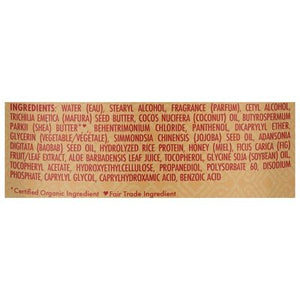 INGREDIENTS: WATER (EAU), STEARYL ALCOHOL, FRAGRANCE (PARFUM), CETYL ALCOHOL,
TRICHILIA EMETICA (MAFURA) SEED BUTTER, COCOS NUCIFERA (COCONUT) OIL, BUTYROSPERMUM
PARKII (SHEA) BUTTER*♥, BEHENTRIMONIUM CHLORIDE, PANTHENOL, DICAPRYLYL ETHER,
GLYCERIN (VEGETABLE/VEGETALE), SIMMONDSIA CHINENSIS (JOJOBA) SEED OIL, ADANSONIA
DIGITATA (BAOBAB) SEED OIL, HYDROLYZED RICE PROTEIN, HONEY (MIEL), FICUS CARICA (FIG)
FRUIT/LEAF EXTRACT, ALOE BARBADENSIS LEAF JUICE, TOCOPHEROL, GLYCINE SOJA (SOYBEAN) OIL,
TOCOPHERYL ACETATE, HYDROXYETHYLCELLULOSE, PROPANEDIOL, POLYSORBATE 60, DISODIUM
PHOSPHATE, CAPRYLYL GLYCOL, CAPRYLHYDROXAMIC ACID, BENZOIC ACID
*Certified Organic Ingredient ♥Fair Trade Ingredient